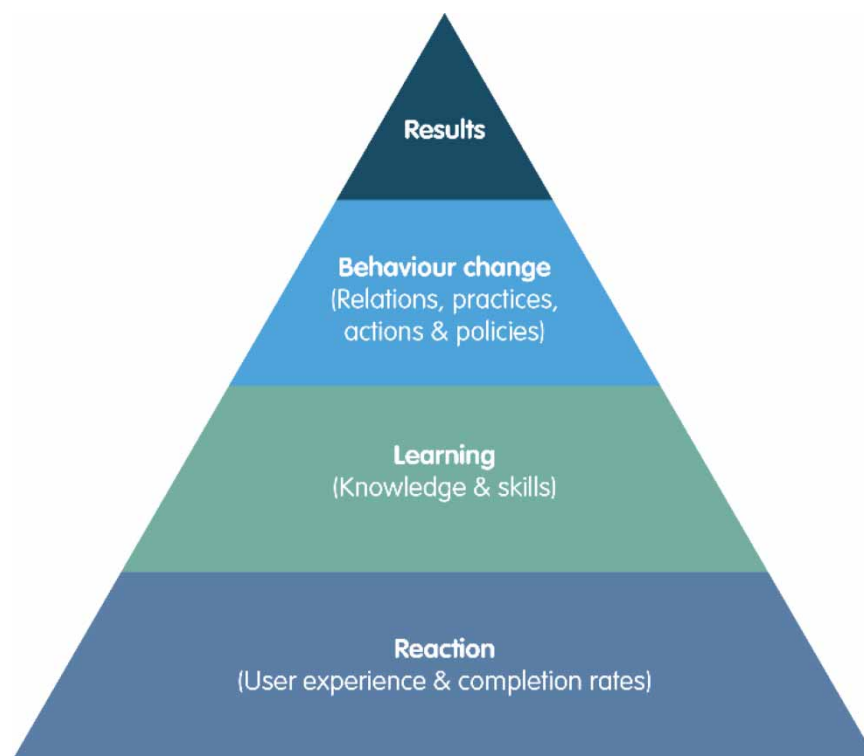 Results
Behaviour change
(Relations, practices,
actions & policies)
Learning
(Knowledge & skills)
Reaction
(User experience & completion rates)